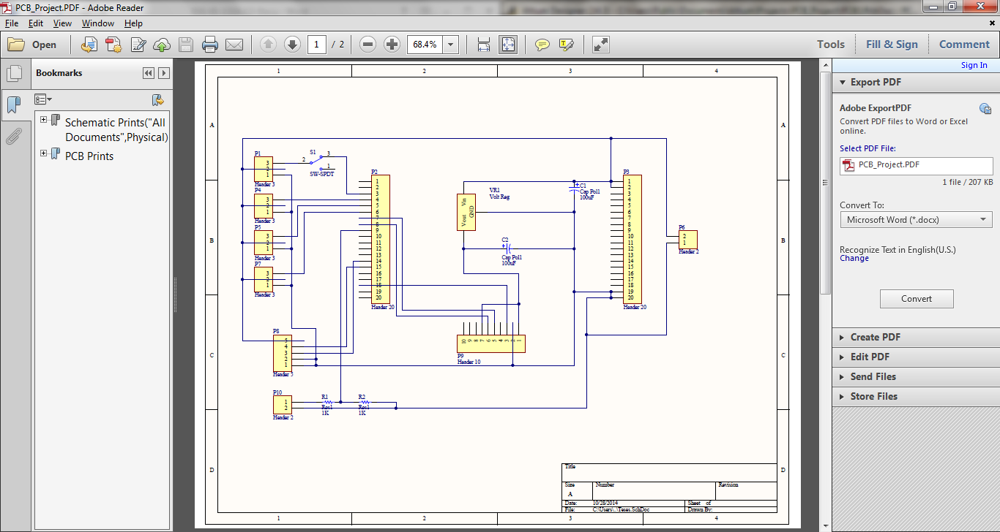 PCB_Project.PDF - Adobe Reader
File Edit View Window Help
Open 1 / 2 68.4% Tools Fill & Sign Comment
Sign In
Bookmarks
Schematic Prints("All
Documents",Physical)
PCB Prints
1 2 3 4
A A
B B
C C
D D
P1
3
2
1
Header 3
S1
2 3
1
SW-SPDT
P4
3
2
1
Header 3
P5
3
2
1
Header 3
P7
3
2
1
Header 3
P2
1
2
3
4
5
6
7
8
9
10
11
12
13
14
15
16
17
18
19
20
Header 20
VR1
Volt Reg
Vin
GND
Vout
C1
Cap Pol1
100uF
C2
Cap Pol1
100uF
P3
1
2
3
4
5
6
7
8
9
10
11
12
13
14
15
16
17
18
19
20
Header 20
P6
2
1
Header 2
P8
5
4
3
2
1
Header 5
10 9 8 7 6 5 4 3 2 1
P9
Header 10
P10
1
2
Header 2
R1
Res1
1K
R2
Res1
1K
Title
Size Number Revision
A
Date: 10/28/2014 Sheet of
File: C:\Users\..\Teses.SchDoc Drawn By:
1 2 3 4
Export PDF
Adobe ExportPDF
Convert PDF files to Word or Excel
online.
Select PDF File:
PCB_Project.PDF
1 file / 207 KB
Convert To:
Microsoft Word (*.docx)
Recognize Text in English(U.S.)
Change
Convert
Create PDF
Edit PDF
Send Files
Store Files